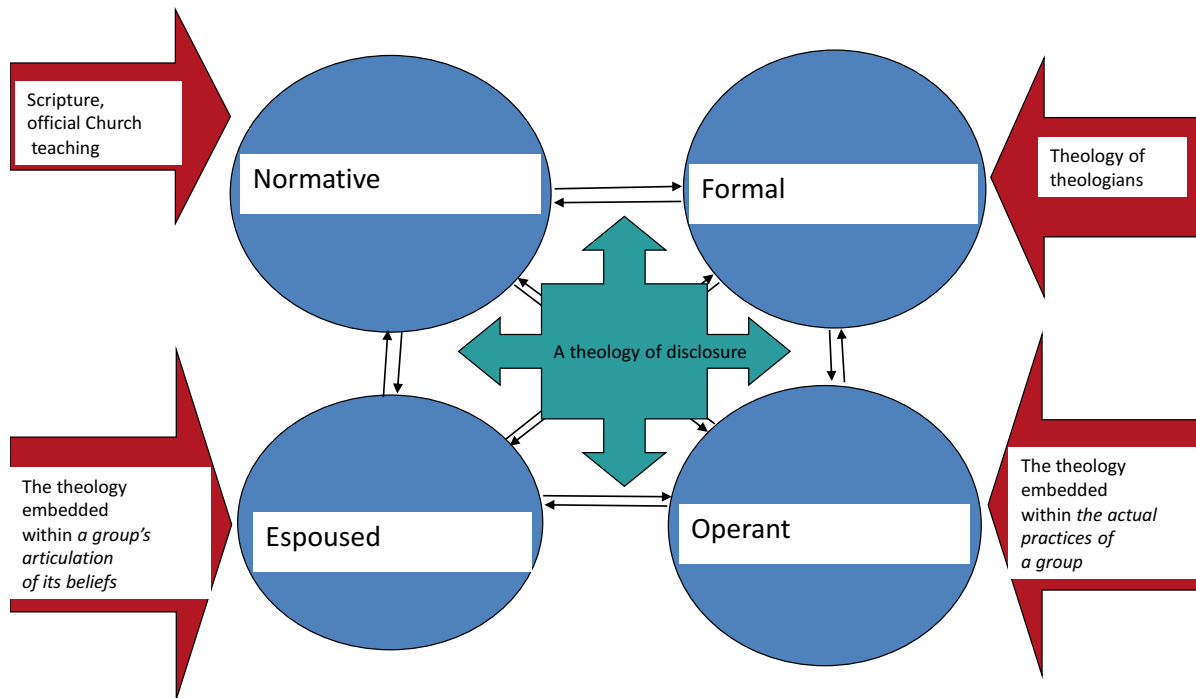 Scripture,
official Church
teaching
Normative
Formal
Theology of
theologians
A theology of disclosure
The theology
embedded
within a group's
articulation
of its beliefs
Espoused
Operant
The theology
embedded
within the actual
practices of
a group